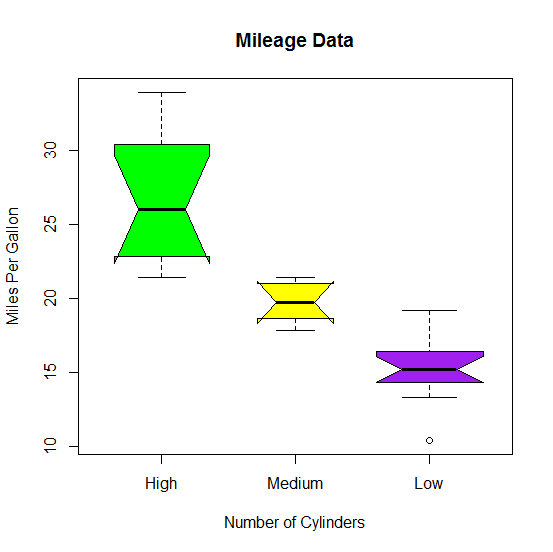 Mileage Data
Miles Per Gallon
30
25
20
15
10
High Medium Low
Number of Cylinders